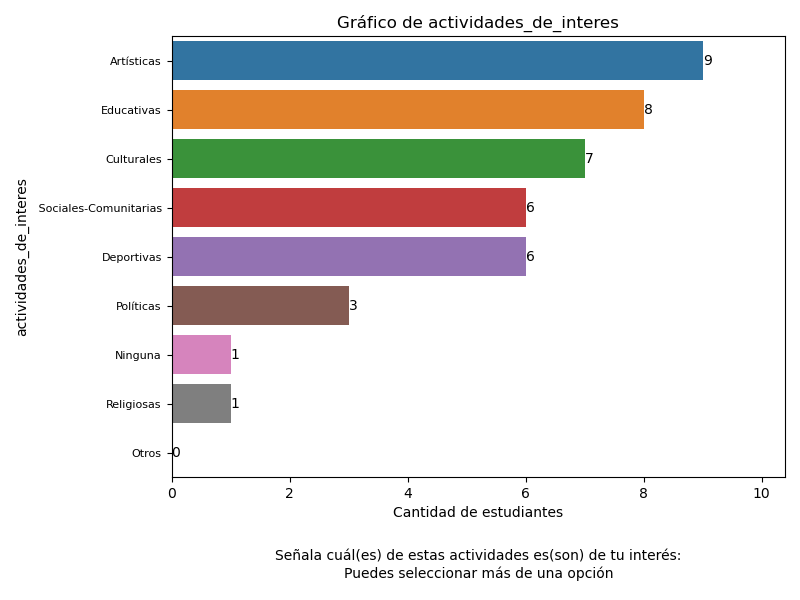 Gráfico de actividades_de_interes
Artísticas
9
Educativas
8
Culturales
7
Sociales-Comunitarias
6
Deportivas
6
Políticas
3
Ninguna
1
Religiosas
1
Otros
0
actividades_de_interes
0 2 4 6 8 10
Cantidad de estudiantes
Señala cuál(es) de estas actividades es(son) de tu interés:
Puedes seleccionar más de una opción